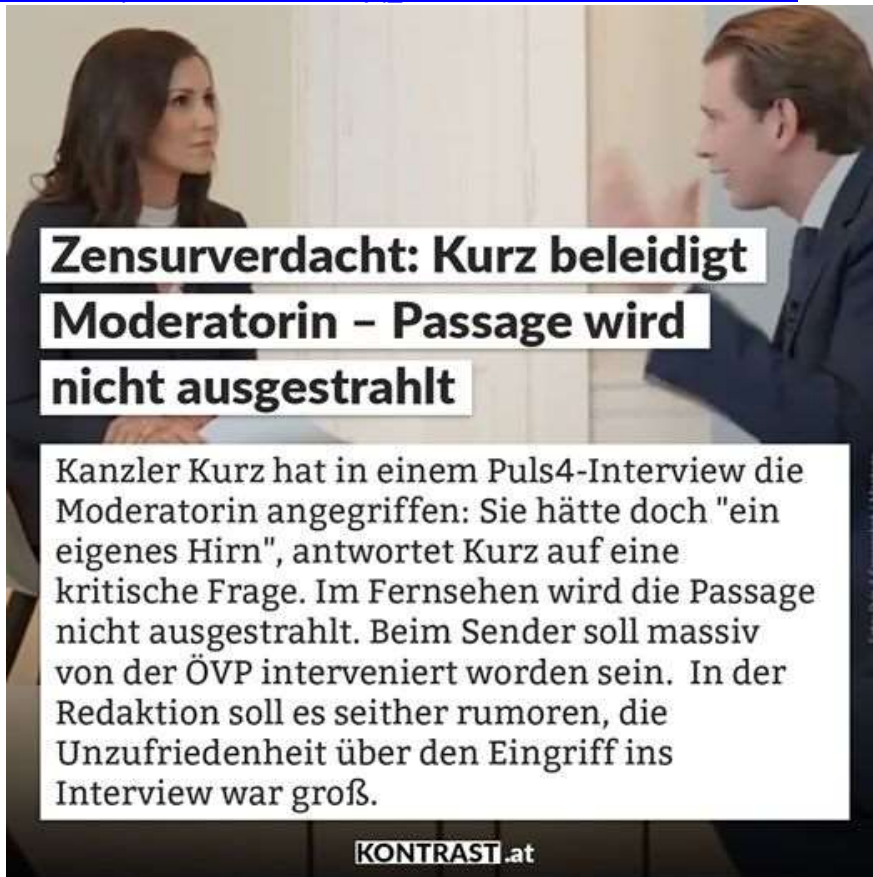 Zensurverdacht: Kurz beleidigt
Moderatorin – Passage wird
nicht ausgestrahlt
Kanzler Kurz hat in einem Puls4-Interview die
Moderatorin angegriffen: Sie hätte doch "ein
eigenes Hirn", antwortet Kurz auf eine
kritische Frage. Im Fernsehen wird die Passage
nicht ausgestrahlt. Beim Sender soll massiv
von der ÖVP interveniert worden sein. In der
Redaktion soll es seither rumoren, die
Unzufriedenheit über den Eingriff ins
Interview war groß.
KONTRAST.at